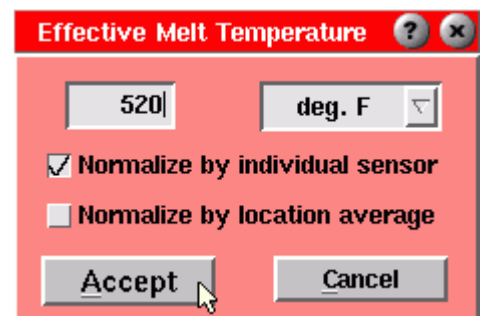 Effective Melt Temperature ? x
520 deg. F
Normalize by individual sensor
Normalize by location average
Accept Cancel